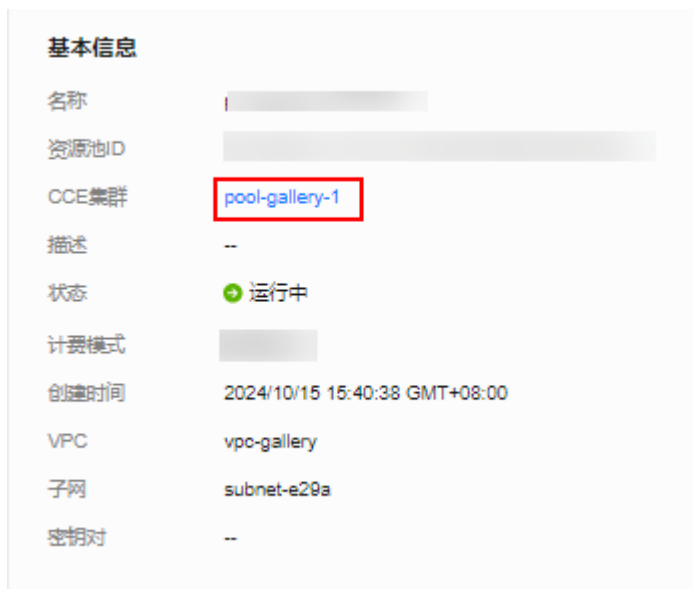 基本信息
名称
资源池ID
CCE集群 pool-gallery-1
描述 --
状态 运行中
计费模式
创建时间 2024/10/15 15:40:38 GMT+08:00
VPC vpc-gallery
子网 subnet-e29a
密钥对 --